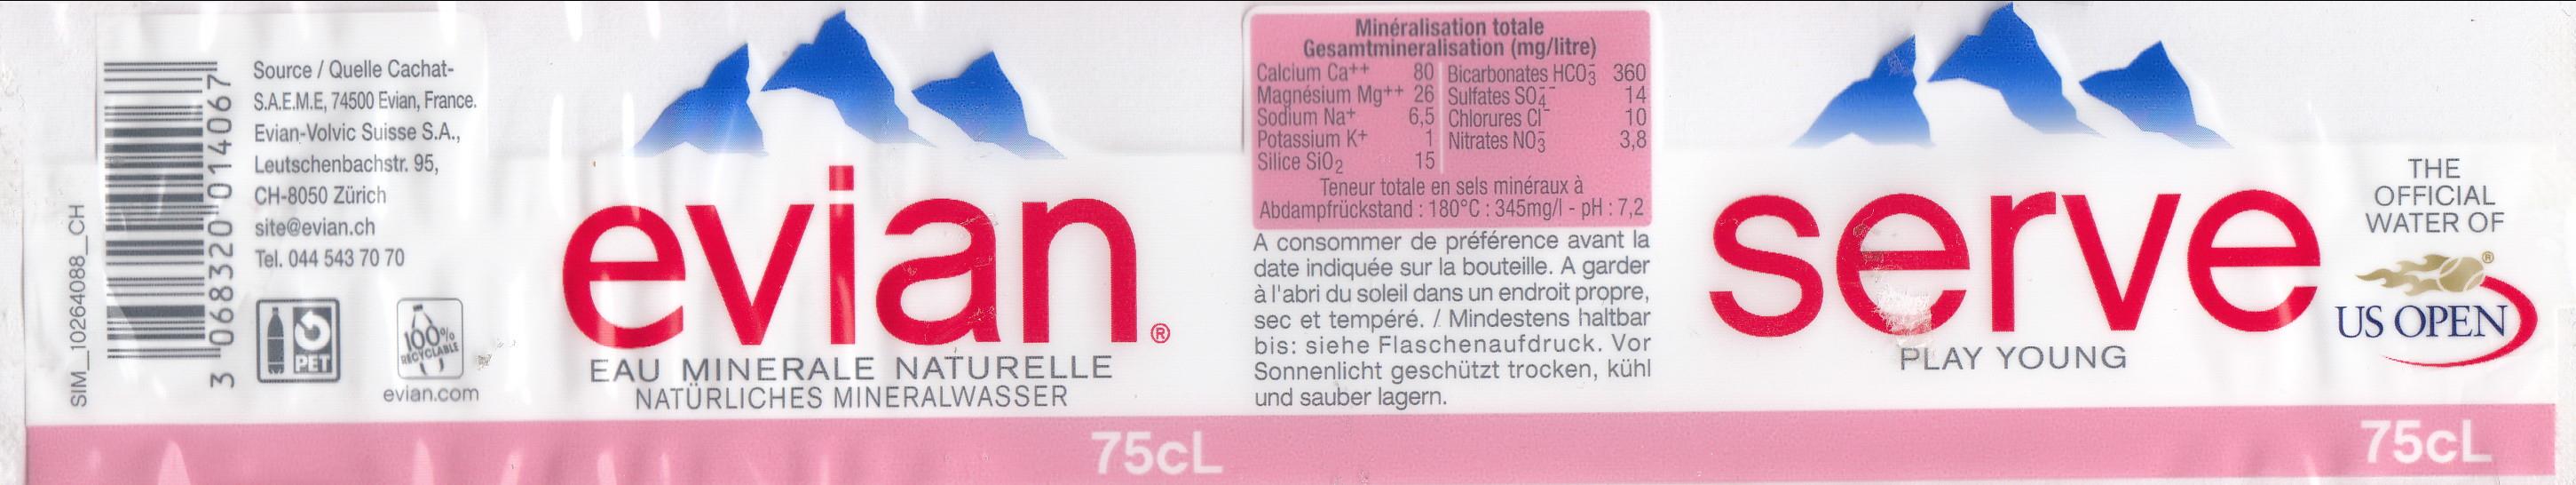 SIM_10264088_CH
3 068320 014067
Source / Quelle Cachat-
S.A.E.M.E, 74500 Evian, France.
Evian-Volvic Suisse S.A.,
Leutschenbachstr. 95,
CH-8050 Zürich
site@evian.ch
Tel. 044 543 70 70
PET
100%
RECYCLABLE
evian.com
evian®
EAU MINERALE NATURELLE
NATÜRLICHES MINERALWASSER
75cL
Minéralisation totale
Gesamtmineralisation (mg/litre)
Calcium Ca++ 80 Bicarbonates HCO3- 360
Magnésium Mg++ 26 Sulfates SO4-- 14
Sodium Na+ 6,5 Chlorures Cl- 10
Potassium K+ 1 Nitrates NO3- 3,8
Silice SiO2 15
Teneur totale en sels minéraux à
Abdampfrückstand : 180°C : 345mg/l - pH : 7,2
A consommer de préférence avant la
date indiquée sur la bouteille. A garder
à l'abri du soleil dans un endroit propre,
sec et tempéré. / Mindestens haltbar
bis: siehe Flaschenaufdruck. Vor
Sonnenlicht geschützt trocken, kühl
und sauber lagern.
serve
PLAY YOUNG
THE
OFFICIAL
WATER OF
®
US OPEN
75cL